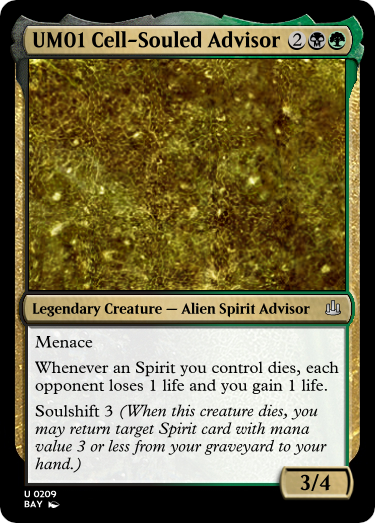 UM01 Cell-Souled Advisor 2
Legendary Creature — Alien Spirit Advisor
Menace
Whenever an Spirit you control dies, each
opponent loses 1 life and you gain 1 life.
Soulshift 3 (When this creature dies, you
may return target Spirit card with mana
value 3 or less from your graveyard to your
hand.)
3/4
U 0209
BAY